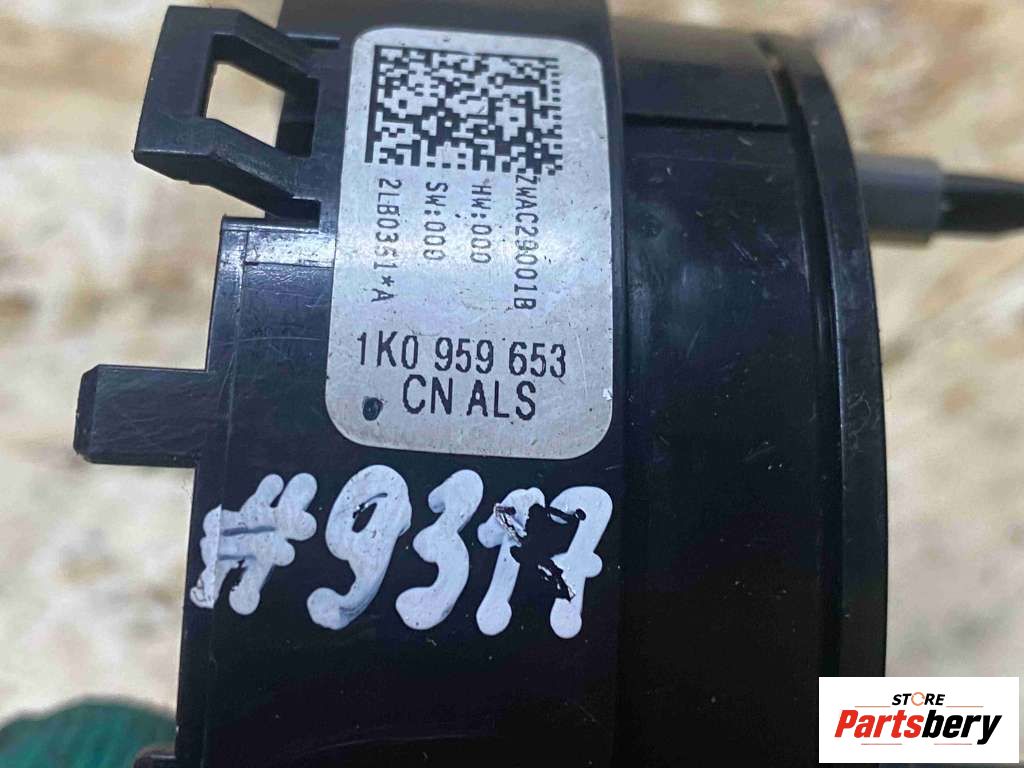 ZWAC29001B
HW:000
SW:000
2LB0351*A
1K0 959 653
CN ALS
#9317
STORE
Partsbery